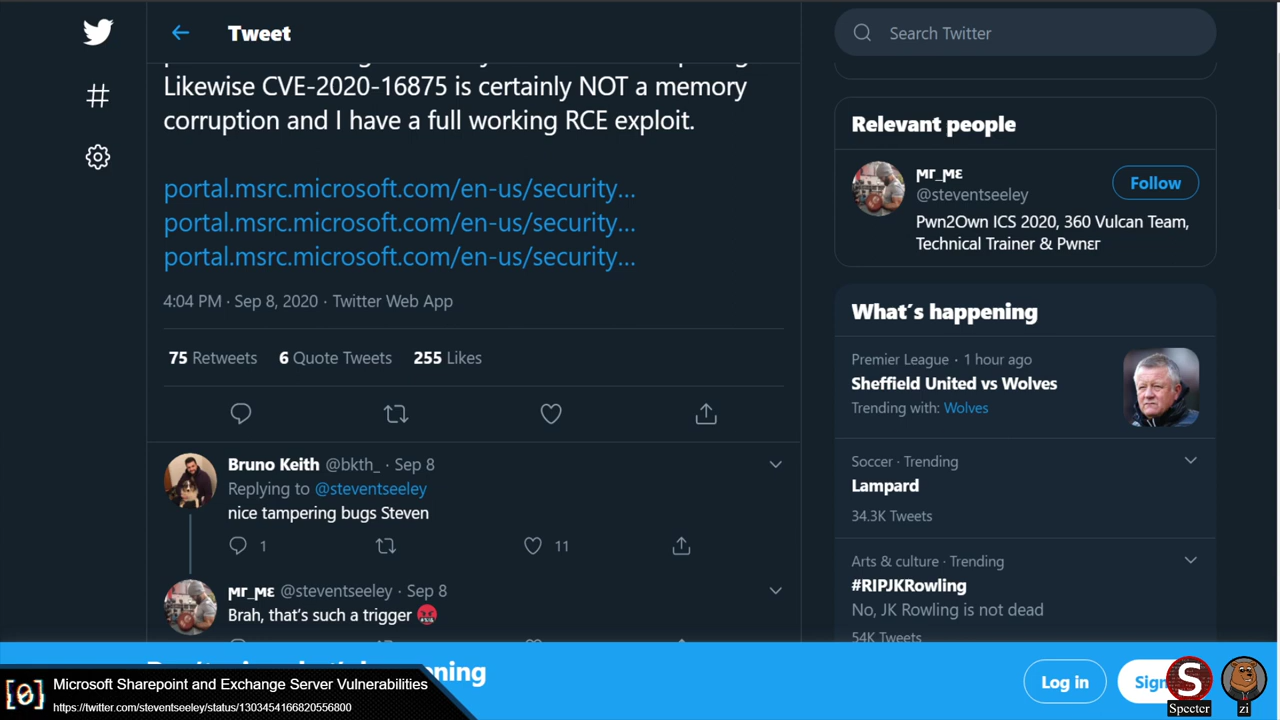 Tweet
Likewise CVE-2020-16875 is certainly NOT a memory
corruption and I have a full working RCE exploit.
portal.msrc.microsoft.com/en-us/security...
portal.msrc.microsoft.com/en-us/security...
portal.msrc.microsoft.com/en-us/security...
4:04 PM · Sep 8, 2020 · Twitter Web App
75 Retweets 6 Quote Tweets 255 Likes
Bruno Keith @bkth_ · Sep 8
Replying to @steventseeley
nice tampering bugs Steven
1 11
ϻг_ϻε @steventseeley · Sep 8
Brah, that's such a trigger
Search Twitter
Relevant people
ϻг_ϻε
@steventseeley
Follow
Pwn2Own ICS 2020, 360 Vulcan Team,
Technical Trainer & Pwnεr
What´s happening
Premier League · 1 hour ago
Sheffield United vs Wolves
Trending with: Wolves
Soccer · Trending
Lampard
34.3K Tweets
Arts & culture · Trending
#RIPJKRowling
No, JK Rowling is not dead
54K Tweets
Log in
Microsoft Sharepoint and Exchange Server Vulnerabilities
https://twitter.com/steventseeley/status/1303454166820556800
S
Specter
zi